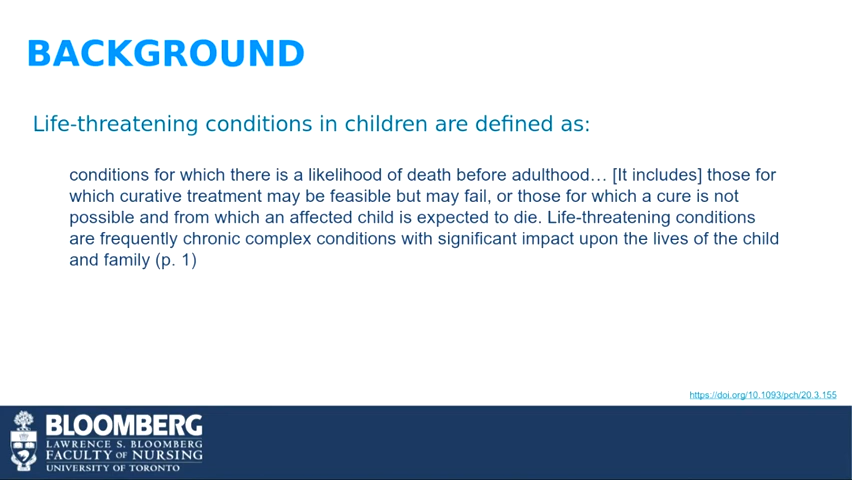 BACKGROUND
Life-threatening conditions in children are defined as:
conditions for which there is a likelihood of death before adulthood… [It includes] those for
which curative treatment may be feasible but may fail, or those for which a cure is not
possible and from which an affected child is expected to die. Life-threatening conditions
are frequently chronic complex conditions with significant impact upon the lives of the child
and family (p. 1)
https://doi.org/10.1093/pch/20.3.155
BLOOMBERG
LAWRENCE S. BLOOMBERG
FACULTY OF NURSING
UNIVERSITY OF TORONTO